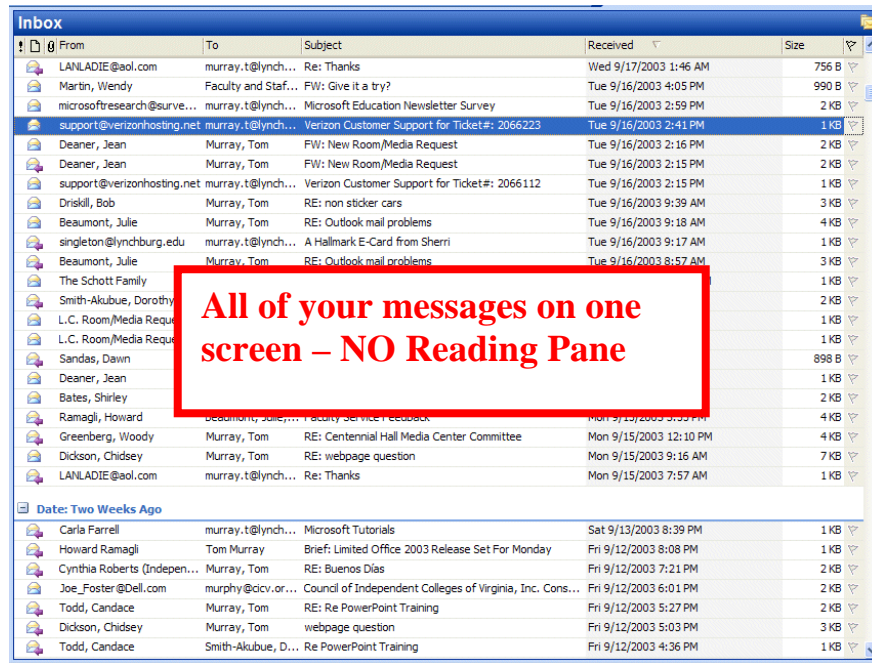 Inbox
! From To Subject Received Size
LANLADIE@aol.com murray.t@lynch... Re: Thanks Wed 9/17/2003 1:46 AM 756 B
Martin, Wendy Faculty and Staf... FW: Give it a try? Tue 9/16/2003 4:05 PM 990 B
microsoftresearch@surve... murray.t@lynch... Microsoft Education Newsletter Survey Tue 9/16/2003 2:59 PM 2 KB
support@verizonhosting.net murray.t@lynch... Verizon Customer Support for Ticket#: 2066223 Tue 9/16/2003 2:41 PM 1 KB
Deaner, Jean Murray, Tom FW: New Room/Media Request Tue 9/16/2003 2:16 PM 2 KB
Deaner, Jean Murray, Tom FW: New Room/Media Request Tue 9/16/2003 2:15 PM 2 KB
support@verizonhosting.net murray.t@lynch... Verizon Customer Support for Ticket#: 2066112 Tue 9/16/2003 2:15 PM 1 KB
Driskill, Bob Murray, Tom RE: non sticker cars Tue 9/16/2003 9:39 AM 3 KB
Beaumont, Julie Murray, Tom RE: Outlook mail problems Tue 9/16/2003 9:18 AM 4 KB
singleton@lynchburg.edu murray.t@lynch... A Hallmark E-Card from Sherri Tue 9/16/2003 9:17 AM 1 KB
Beaumont, Julie Murray, Tom RE: Outlook mail problems Tue 9/16/2003 8:57 AM 3 KB
The Schott Family 1 KB
Smith-Akubue, Dorothy 2 KB
L.C. Room/Media Reque 1 KB
L.C. Room/Media Reque 1 KB
Sandas, Dawn 898 B
Deaner, Jean 1 KB
Bates, Shirley 2 KB
All of your messages on one
screen – NO Reading Pane
Ramagli, Howard Beaumont, Julie;... Faculty Service Feedback Mon 9/15/2003 3:33 PM 4 KB
Greenberg, Woody Murray, Tom RE: Centennial Hall Media Center Committee Mon 9/15/2003 12:10 PM 4 KB
Dickson, Chidsey Murray, Tom RE: webpage question Mon 9/15/2003 9:16 AM 7 KB
LANLADIE@aol.com murray.t@lynch... Re: Thanks Mon 9/15/2003 7:57 AM 1 KB
Date: Two Weeks Ago
Carla Farrell murray.t@lynch... Microsoft Tutorials Sat 9/13/2003 8:39 PM 1 KB
Howard Ramagli Tom Murray Brief: Limited Office 2003 Release Set For Monday Fri 9/12/2003 8:08 PM 1 KB
Cynthia Roberts (Indepen... Murray, Tom RE: Buenos Días Fri 9/12/2003 7:21 PM 2 KB
Joe_Foster@Dell.com murphy@cicv.or... Council of Independent Colleges of Virginia, Inc. Cons... Fri 9/12/2003 6:01 PM 2 KB
Todd, Candace Murray, Tom RE: Re PowerPoint Training Fri 9/12/2003 5:27 PM 2 KB
Dickson, Chidsey Murray, Tom webpage question Fri 9/12/2003 5:03 PM 3 KB
Todd, Candace Smith-Akubue, D... Re PowerPoint Training Fri 9/12/2003 4:36 PM 1 KB